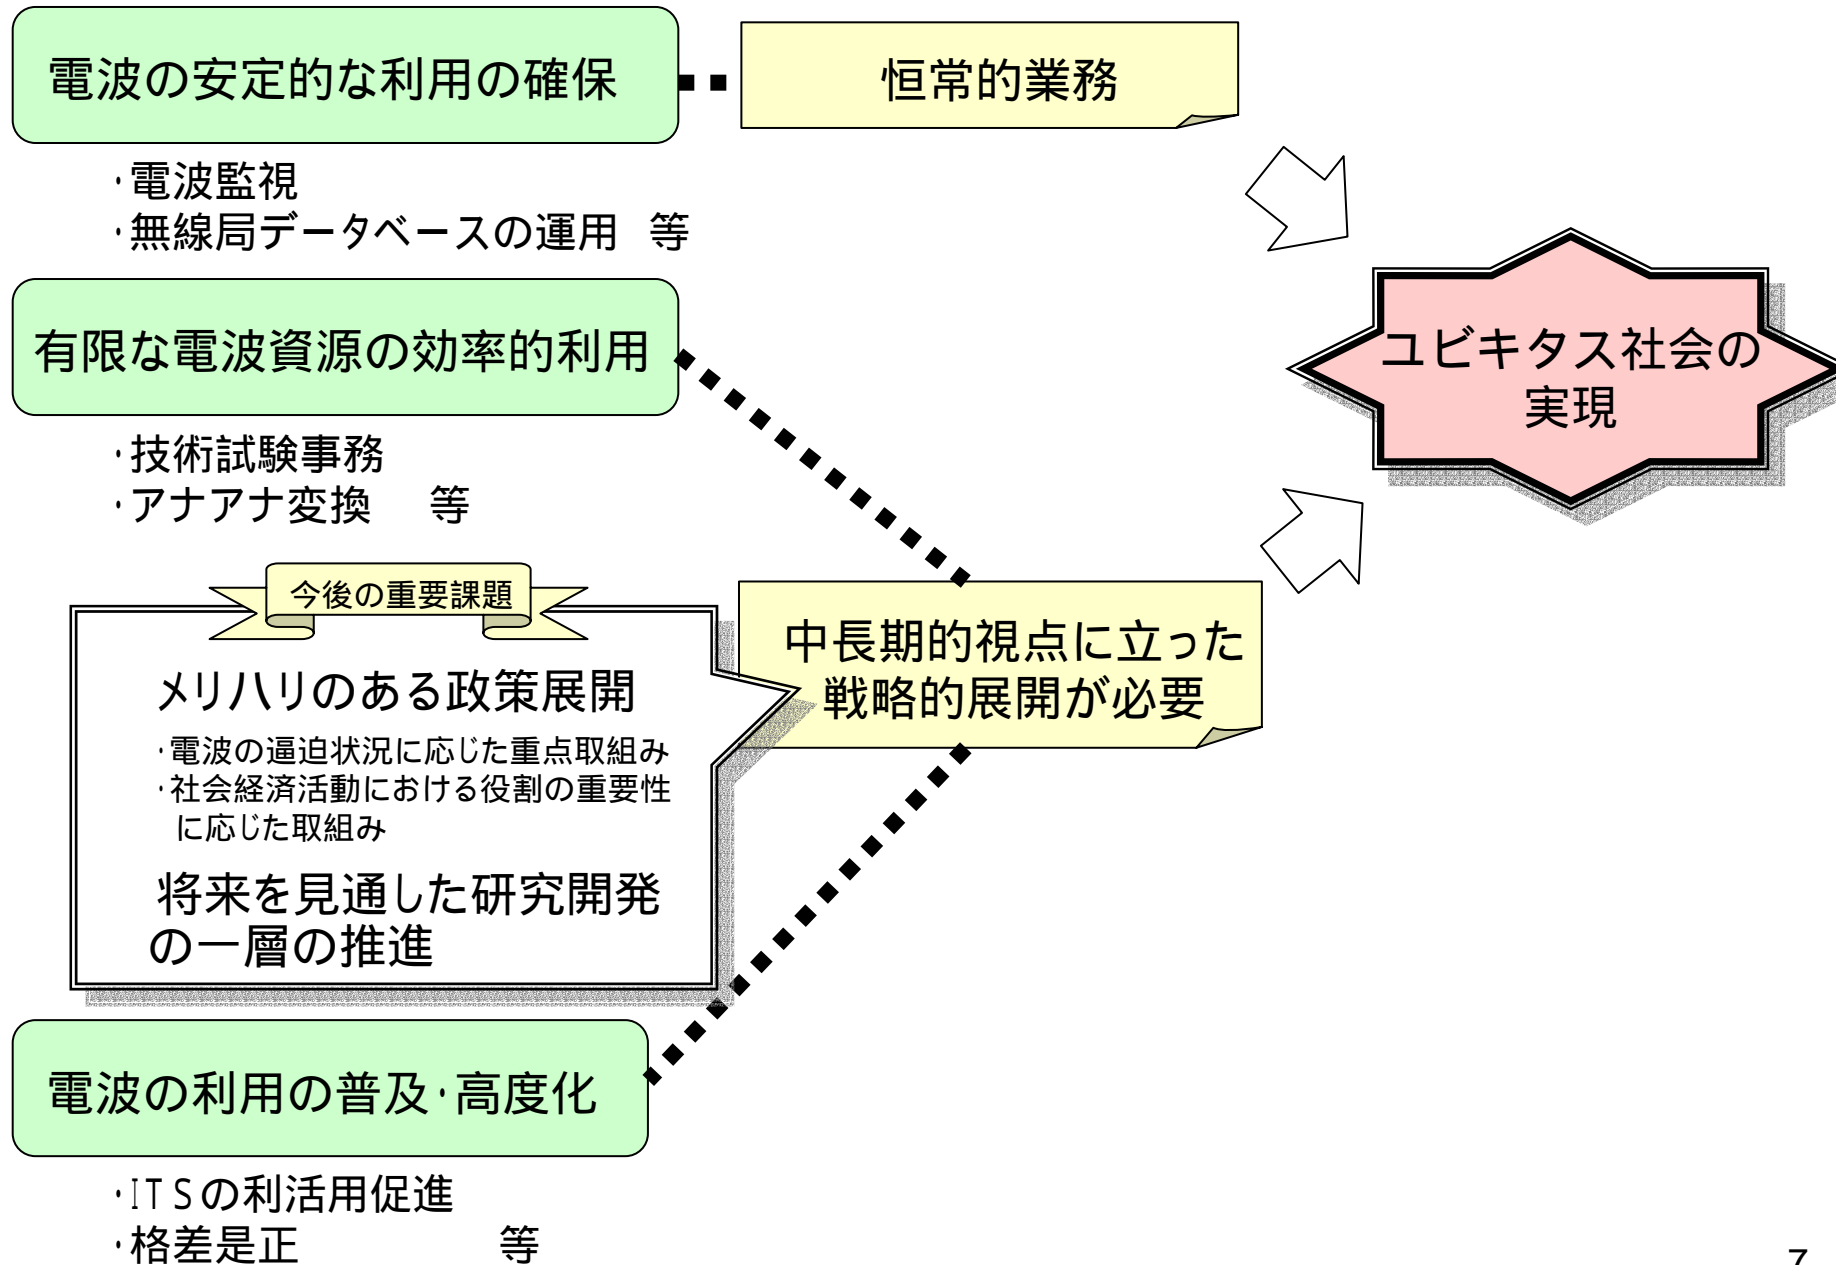 電波の安定的な利用の確保
恒常的業務
・電波監視
・無線局データベースの運用　等
有限な電波資源の効率的利用
・技術試験事務
・アナアナ変換　等
ユビキタス社会の
実現
今後の重要課題
メリハリのある政策展開
・電波の逼迫状況に応じた重点取組み
・社会経済活動における役割の重要性
に応じた取組み
将来を見通した研究開発
の一層の推進
中長期的視点に立った
戦略的展開が必要
電波の利用の普及・高度化
・ITSの利活用促進
・格差是正　等
7